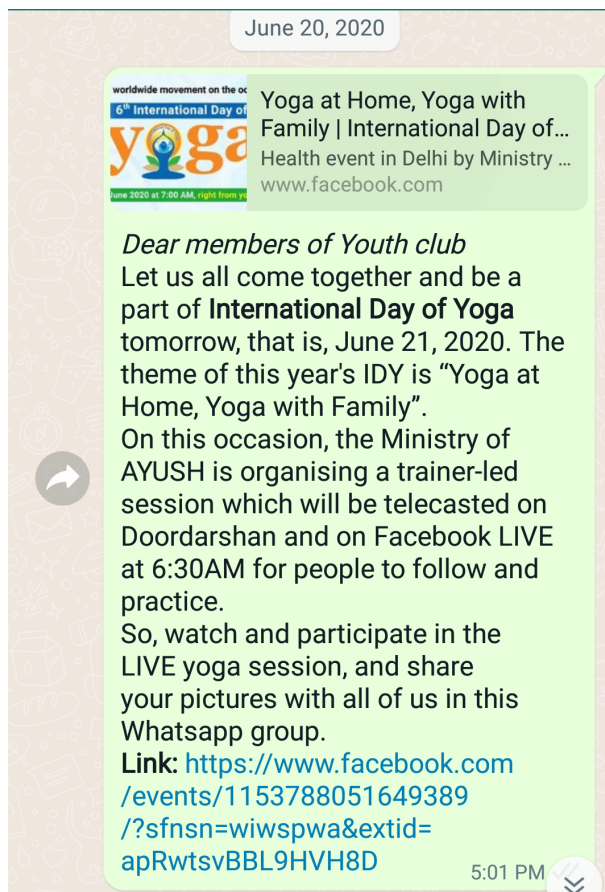 June 20, 2020
worldwide movement on the oc
6th International Day of
yoga
June 2020 at 7:00 AM, right from yo
Yoga at Home, Yoga with
Family | International Day of...
Health event in Delhi by Ministry ...
www.facebook.com
Dear members of Youth club
Let us all come together and be a
part of International Day of Yoga
tomorrow, that is, June 21, 2020. The
theme of this year's IDY is “Yoga at
Home, Yoga with Family”.
On this occasion, the Ministry of
AYUSH is organising a trainer-led
session which will be telecasted on
Doordarshan and on Facebook LIVE
at 6:30AM for people to follow and
practice.
So, watch and participate in the
LIVE yoga session, and share
your pictures with all of us in this
Whatsapp group.
Link: https://www.facebook.com
/events/1153788051649389
/?sfnsn=wiwspwa&extid=
apRwtsvBBL9HVH8D
5:01 PM